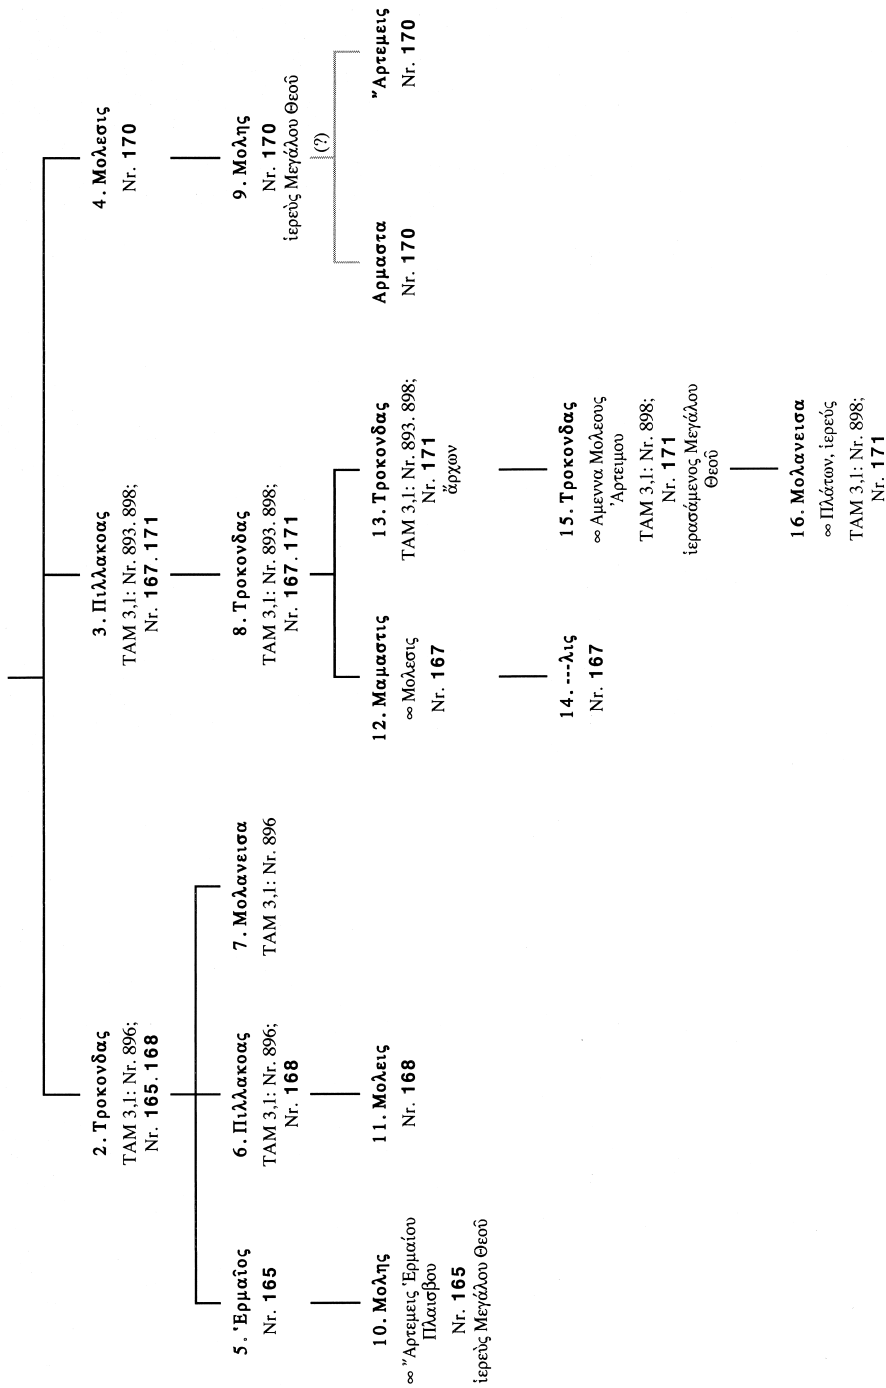 2. Τροκονδας
TAM 3,1: Nr. 896;
Nr. 165. 168
3. Πιλλακοας
TAM 3,1: Nr. 893. 898;
Nr. 167. 171
4. Μολεσις
Nr. 170
5. Ἑρμαῖος
Nr. 165
6. Πιλλακοας
TAM 3,1: Nr. 896;
Nr. 168
7. Μολανεισα
TAM 3,1: Nr. 896
8. Τροκονδας
TAM 3,1: Nr. 893. 898;
Nr. 167. 171
9. Μολης
Nr. 170
ἱερεὺς Μεγάλου Θεοῦ
(?)
10. Μολης
∞ Ἄρτεμεις Ἑρμαίου
Πλαισβου
Nr. 165
ἱερεὺς Μεγάλου Θεοῦ
11. Μολεις
Nr. 168
12. Μαμαστις
∞ Μολεσις
Nr. 167
13. Τροκονδας
TAM 3,1: Nr. 893. 898;
Nr. 171
ἄρχων
Αρμαστα
Nr. 170
Ἄρτεμεις
Nr. 170
14. ---λις
Nr. 167
15. Τροκονδας
∞ Αμεννα Μολεους
Ἀρτειμου
TAM 3,1: Nr. 898;
Nr. 171
ἱερασάμενος Μεγάλου
Θεοῦ
16. Μολανεισα
∞ Πλάτων, ἱερεύς
TAM 3,1: Nr. 898;
Nr. 171